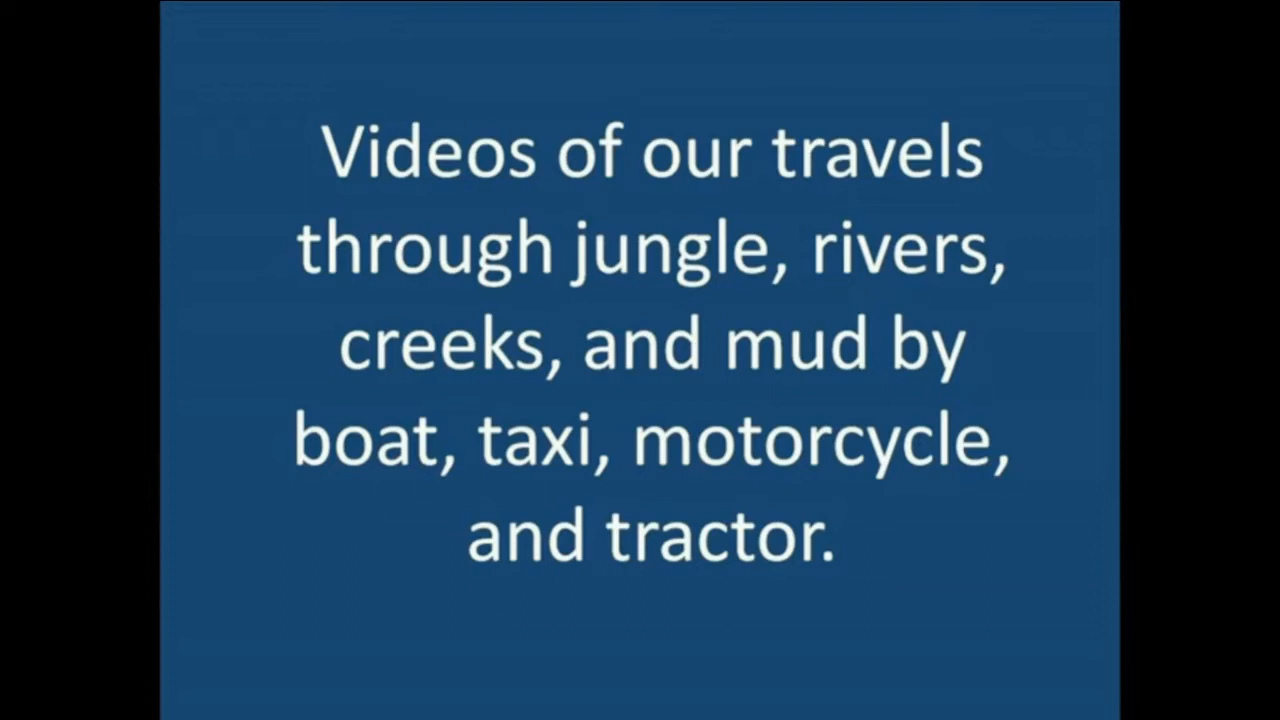 Videos of our travels
through jungle, rivers,
creeks, and mud by
boat, taxi, motorcycle,
and tractor.